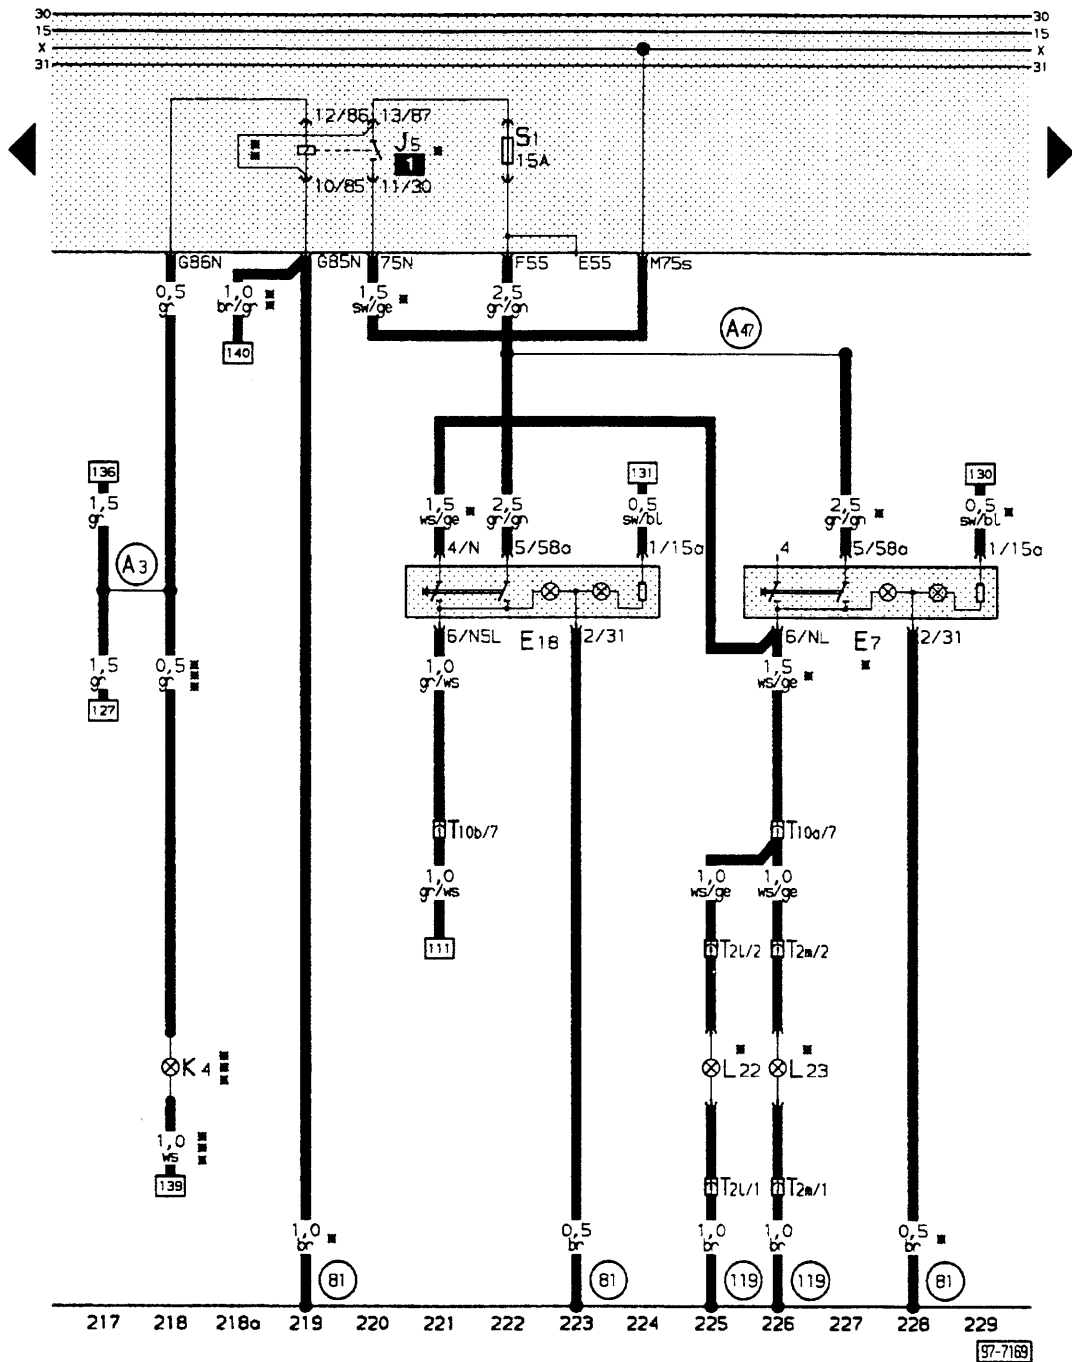 30 30
15 15
X X
31 31
12/86 13/87
J5 S1
1 15A
10/85 11/30
G86N G85N 75N F55 E55 M75s
0,5 1,0 1,5 2,5
gr br/gr sw/ge gr/gn
A47
140
136 131 130
1,5 1,5 2,5 0,5 2,5 0,5
gr ws/ge gr/gn sw/bl gr/gn sw/bl
4/N 5/58a 1/15a 4 5/58a 1/15a
A3
6/NSL E18 2/31 6/NL E7 2/31
1,5 0,5 1,0 1,5
gr gr gr/ws ws/ge
127
T10b/7 T10a/7
1,0 1,0 1,0
gr/ws ws/ge ws/ge
111 T2l/2 T2m/2
K4 L22 L23
1,0
ws
139 T2l/1 T2m/1
1,0 0,5 1,0 1,0 0,5
br br br br br
81 81 119 119 81
217 218 218a 219 220 221 222 223 224 225 226 227 228 229
97-7169